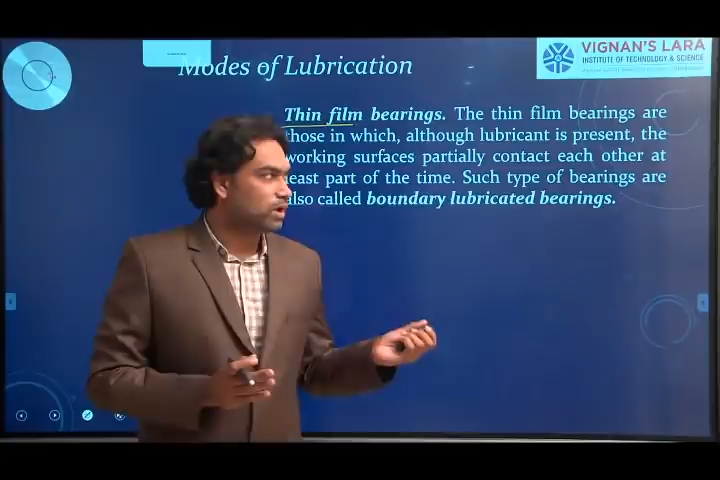 Modes of Lubrication
VIGNAN'S LARA
INSTITUTE OF TECHNOLOGY & SCIENCE
Thin film bearings. The thin film bearings are
those in which, although lubricant is present, the
working surfaces partially contact each other at
least part of the time. Such type of bearings are
also called boundary lubricated bearings.